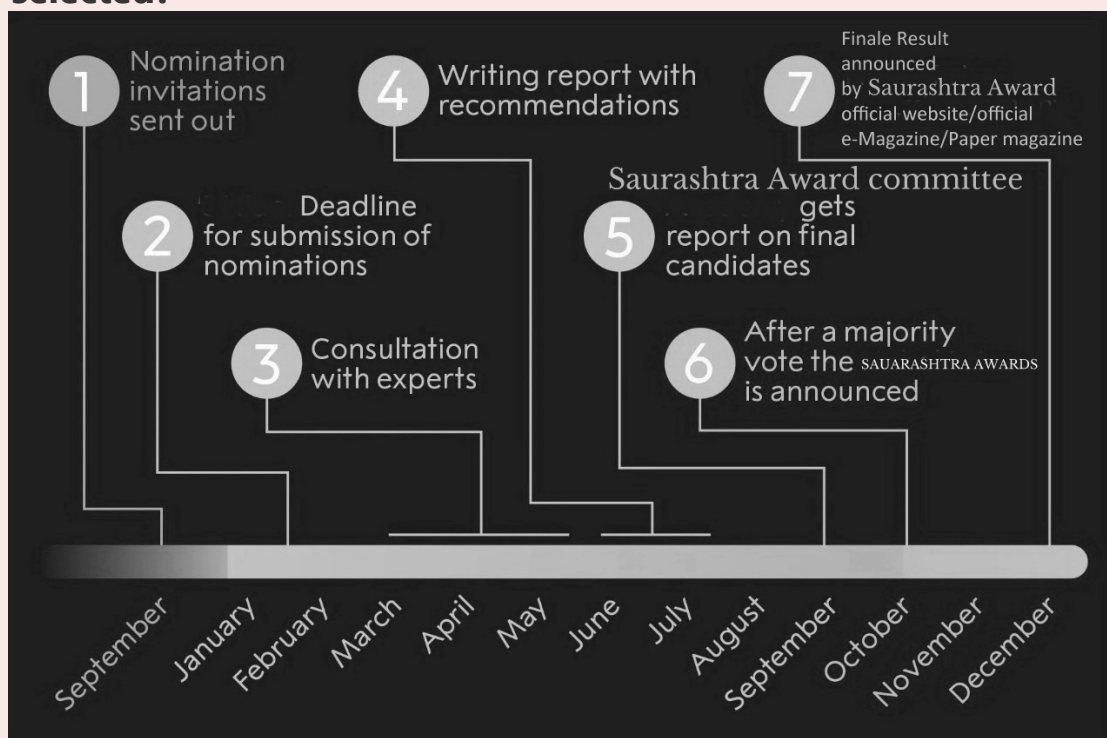 selected?
1
Nomination
invitations
sent out
4
Writing report with
recommendations
7
Finale Result
announced
by Saurashtra Award
official website/official
e-Magazine/Paper magazine
2
Deadline
for submission of
nominations
Saurashtra Award committee
5
gets
report on final
candidates
3
Consultation
with experts
6
After a majority
vote the SAUARASHTRA AWARDS
is announced
September
January
February
March
April
May
June
July
August
September
October
November
December